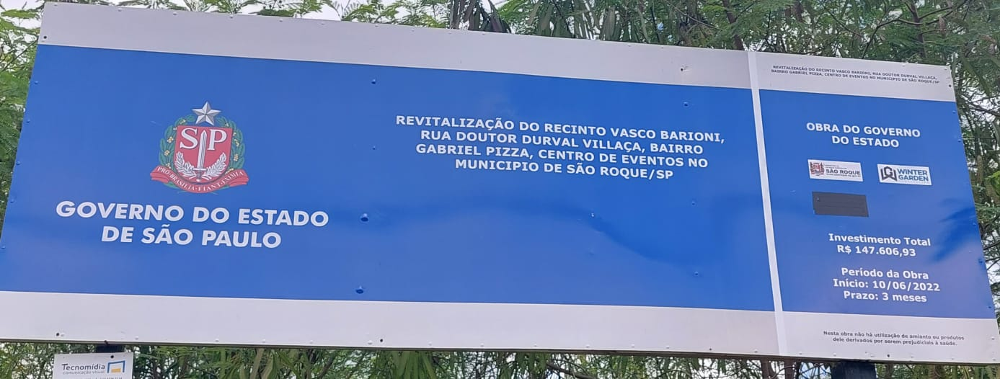 REVITALIZAÇÃO DO RECINTO VASCO BARIONI, RUA DOUTOR DURVAL VILLAÇA,
BAIRRO GABRIEL PIZZA, CENTRO DE EVENTOS NO MUNICIPIO DE SÃO ROQUE/SP
SP
PRO·BRASILIA·FIANT·EXIMIA
GOVERNO DO ESTADO
DE SÃO PAULO
REVITALIZAÇÃO DO RECINTO VASCO BARIONI,
RUA DOUTOR DURVAL VILLAÇA, BAIRRO
GABRIEL PIZZA, CENTRO DE EVENTOS NO
MUNICIPIO DE SÃO ROQUE/SP
OBRA DO GOVERNO
DO ESTADO
SÃO ROQUE
WINTER
GARDEN
Investimento Total
R$ 147.606,93
Período da Obra
Início: 10/06/2022
Prazo: 3 meses
Nesta obra não há utilização de amianto ou produtos
dele derivados por serem prejudiciais à saúde.
Tecnomídia
comunicação visual